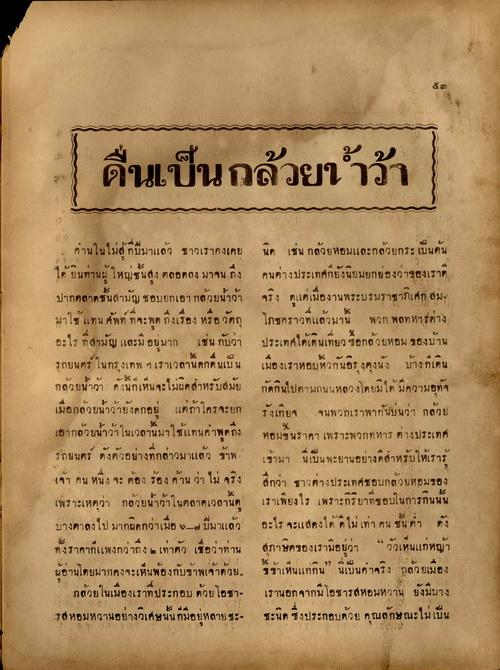 ๕๓
ดื่นเป็นกล้วยน้ำว้า
ท่านในไม่สู้กี่ปีมาแล้ว ชาวเราคงเคย
ได้ยินท่านผู้ใหญ่ชั้นสูง ตลอดลงมาจนถึง
ปากตลาดชั้นสามัญ ชอบยกเอา กล้วยน้ำว้า
มาใช้แทนศัพท์ที่จะพูดถึงเรื่อง หรือวัตถุ
อะไร ที่สามัญ และมีอยู่มาก เช่นกับว่า
รถยนตร์ในกรุงเทพ ฯ เวลานี้ดกดื่นเป็น
กล้วยน้ำว้า ดังนี้ก็เห็นจะไม่ผิดสำหรับสมัย
เมื่อกล้วยน้ำว้ายังดกอยู่ แต่ถ้าใครจะยก
เอากล้วยน้ำว้าในเวลานี้มาใช้แทนคำพูดถึง
รถยนตร์ ดังตัวอย่างที่กล่าวมาแล้ว ข้าพ-
เจ้าคนหนึ่งจะต้องร้องค้านว่าไม่จริง
เพราะเหตุว่า กล้วยน้ำว้าในตลาดเวลานี้ดู
บางตาลงไป มากผิดกว่าเมื่อ ๖—๗ ปีมาแล้ว
ทั้งราคาก็แพงกว่าถึง ๒ เท่าตัว เชื่อว่าท่าน
ผู้อ่านโดยมากคงจะเห็นพ้องกับข้าพเจ้าด้วย.
กล้วยในเมืองเราที่ประกอบ ด้วยโอชา-
รสหอมหวานอย่างวิเศษนั้นก็มีอยู่หลายชะ-
นิด เช่น กล้วยหอมและกล้วยกระ เป็นต้น
คนต่างประเทศก็ยังนิยมยกย่องว่าของเราดี
จริง ดูแต่เมื่องานพระบรมราชาภิเศก สม-
โภชคราวที่แล้วมานี้ พวกพลทหารต่าง
ประเทศได้เดินเที่ยวซื้อกล้วยหอมของบ้าน
เมืองเราหอบหิ้วกันอิรุงตุงนัง บ้างก็เดิน
กัดกินไปตามถนนหลวงโดยมิได้มีความอุทัจ
รังเกียจ จนพวกเราพากันบ่นว่า กล้วย
หอมขึ้นราคา เพราะพวกทหารต่างประเทศ
เข้ามา นี่เป็นพะยานอย่างดีสำหรับให้เรารู้
สึกว่า ชาวต่างประเทศชอบกล้วยหอมของ
เราเพียงไร เพราะกิริยาที่ชอบในการกินนั้น
อะไรจะแสดงได้ดีไม่เท่าคนชั้นต่ำ ดัง
สุภาษิตของเรามีอยู่ว่า “วัวเห็นแก่หญ้า
ขี้ข้าเห็นแก่กิน” นี่เป็นคำจริง กล้วยเมือง
เรานอกจากมีโอชารสหอมหวาน ยังมีบาง
ชะนิด ซึ่งประกอบด้วย คุณลักษณะไม่เป็น